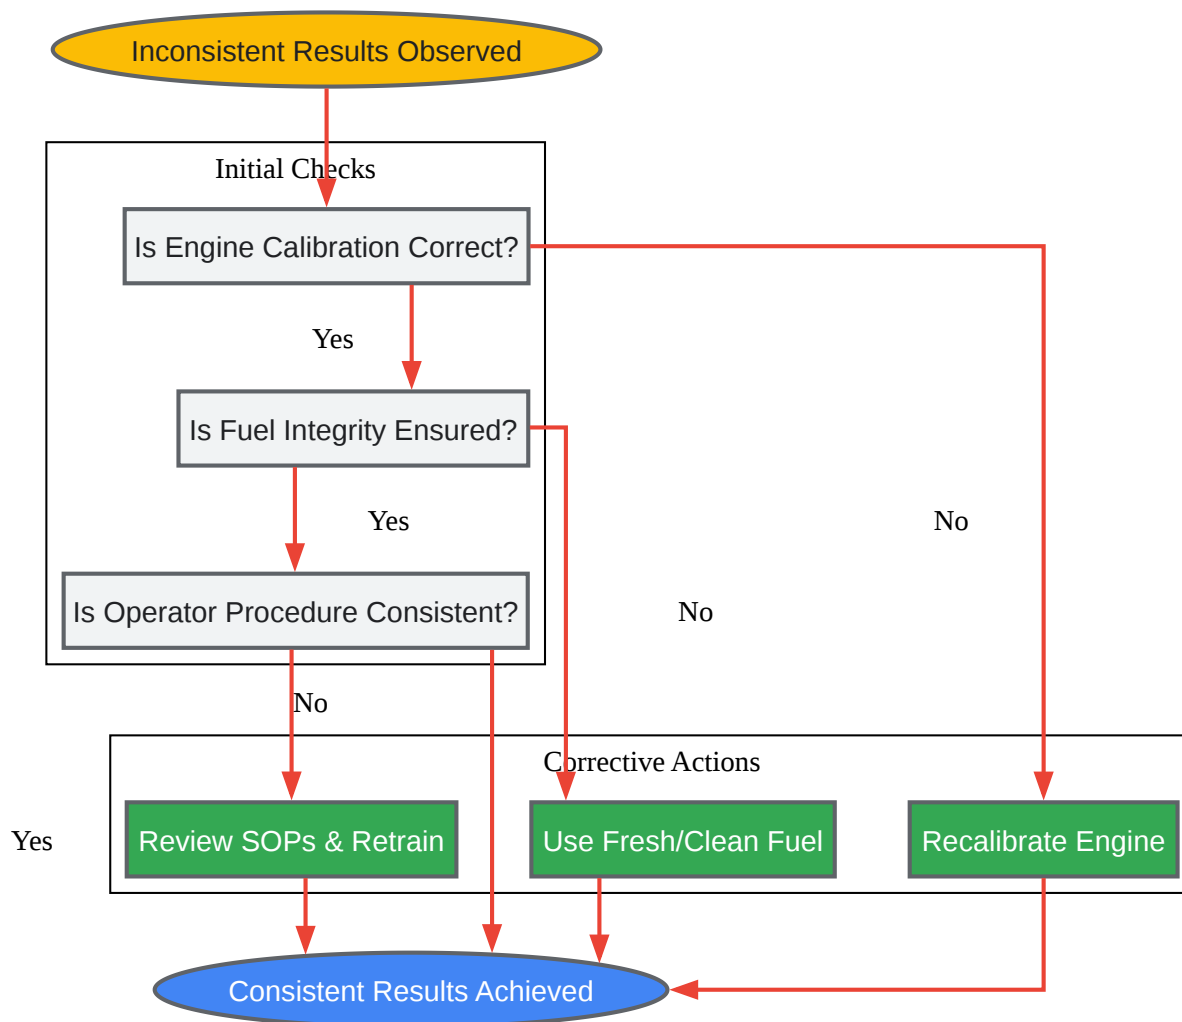 Inconsistent Results Observed
Initial Checks
Is Engine Calibration Correct?
Yes
Is Fuel Integrity Ensured?
Yes
No
Is Operator Procedure Consistent?
No
No
Corrective Actions
Yes
Review SOPs & Retrain
Use Fresh/Clean Fuel
Recalibrate Engine
Consistent Results Achieved